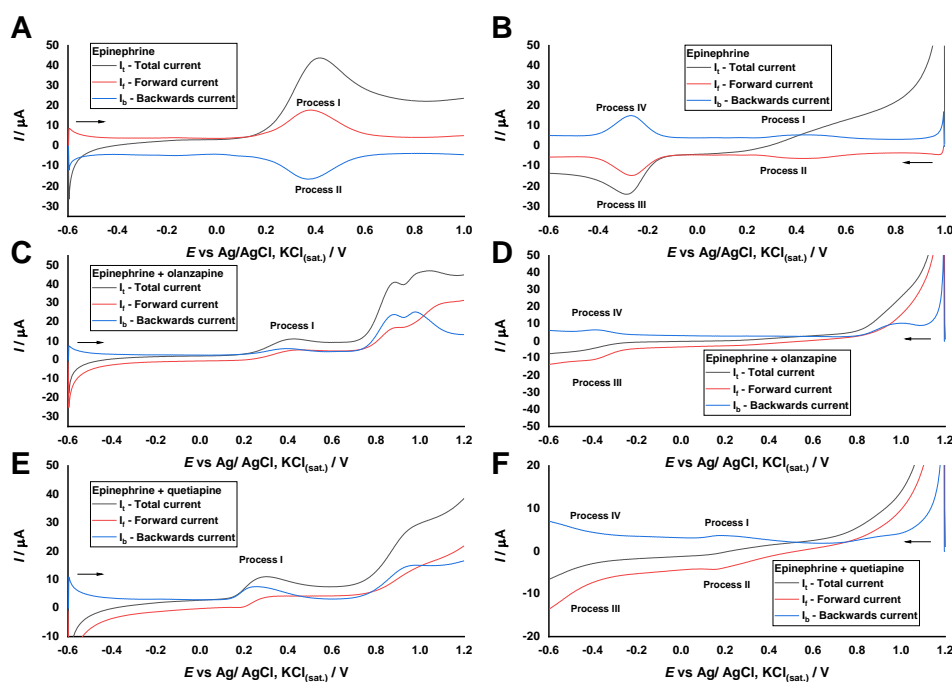 A
50
40
30
20
10
0
10
20
30
I / µA
Epinephrine
It - Total current
If - Forward current
Ib - Backwards current
Process I
Process II
-0.6 -0.4 -0.2 0.0 0.2 0.4 0.6 0.8 1.0
E vs Ag/AgCl, KCl(sat.) / V
B
50
40
30
20
10
0
10
20
30
I / µA
Epinephrine
It - Total current
If - Forward current
Ib - Backwards current
Process IV
Process I
Process II
Process III
-0.6 -0.4 -0.2 0.0 0.2 0.4 0.6 0.8 1.0
E vs Ag/AgCl, KCl(sat.) / V
C
50
40
30
20
10
0
10
20
30
I / µA
Epinephrine + olanzapine
It - Total current
If - Forward current
Ib - Backwards current
Process I
-0.6 -0.4 -0.2 0.0 0.2 0.4 0.6 0.8 1.0 1.2
E vs Ag/ AgCl, KCl(sat.) / V
D
50
40
30
20
10
0
-10
-20
-30
-40
-50
I / µA
Process IV
Process III
Epinephrine + olanzapine
It - Total current
If - Forward current
Ib - Backwards current
-0.6 -0.4 -0.2 0.0 0.2 0.4 0.6 0.8 1.0 1.2
E vs Ag/AgCl, KCl(sat.) / V
E
50
40
30
20
10
0
-10
I / µA
Epinephrine + quetiapine
It - Total current
If - Forward current
Ib - Backwards current
Process I
-0.6 -0.4 -0.2 0.0 0.2 0.4 0.6 0.8 1.0 1.2
E vs Ag/ AgCl, KCl(sat.) / V
F
20
10
0
-10
20
I / µA
Process IV
Process I
Process II
Process III
Epinephrine + quetiapine
It - Total current
If - Forward current
Ib - Backwards current
-0.6 -0.4 -0.2 0.0 0.2 0.4 0.6 0.8 1.0 1.2
E vs Ag/ AgCl, KCl(sat.) / V